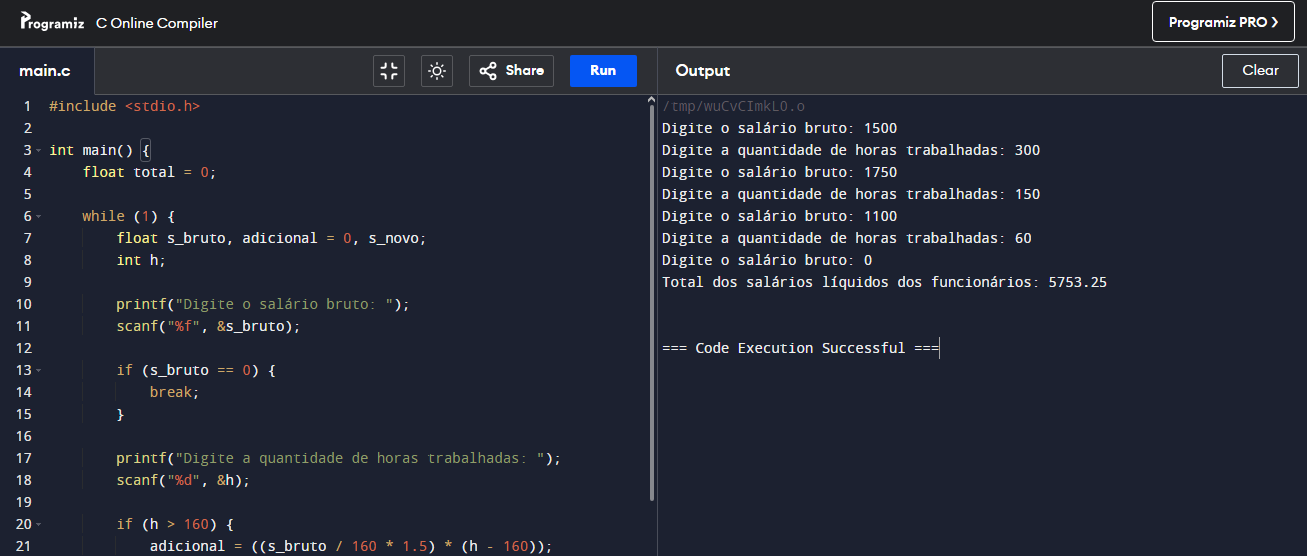 Programiz C Online Compiler
Programiz PRO
main.c
Share
Run
Output
Clear
1 #include <stdio.h>
2
3 int main() {
4 float total = 0;
5
6 while (1) {
7 float s_bruto, adicional = 0, s_novo;
8 int h;
9
10 printf("Digite o salário bruto: ");
11 scanf("%f", &s_bruto);
12
13 if (s_bruto == 0) {
14 break;
15 }
16
17 printf("Digite a quantidade de horas trabalhadas: ");
18 scanf("%d", &h);
19
20 if (h > 160) {
21 adicional = ((s_bruto / 160 * 1.5) * (h - 160));
/tmp/wuCvCImkL0.o
Digite o salário bruto: 1500
Digite a quantidade de horas trabalhadas: 300
Digite o salário bruto: 1750
Digite a quantidade de horas trabalhadas: 150
Digite o salário bruto: 1100
Digite a quantidade de horas trabalhadas: 60
Digite o salário bruto: 0
Total dos salários líquidos dos funcionários: 5753.25
=== Code Execution Successful ===